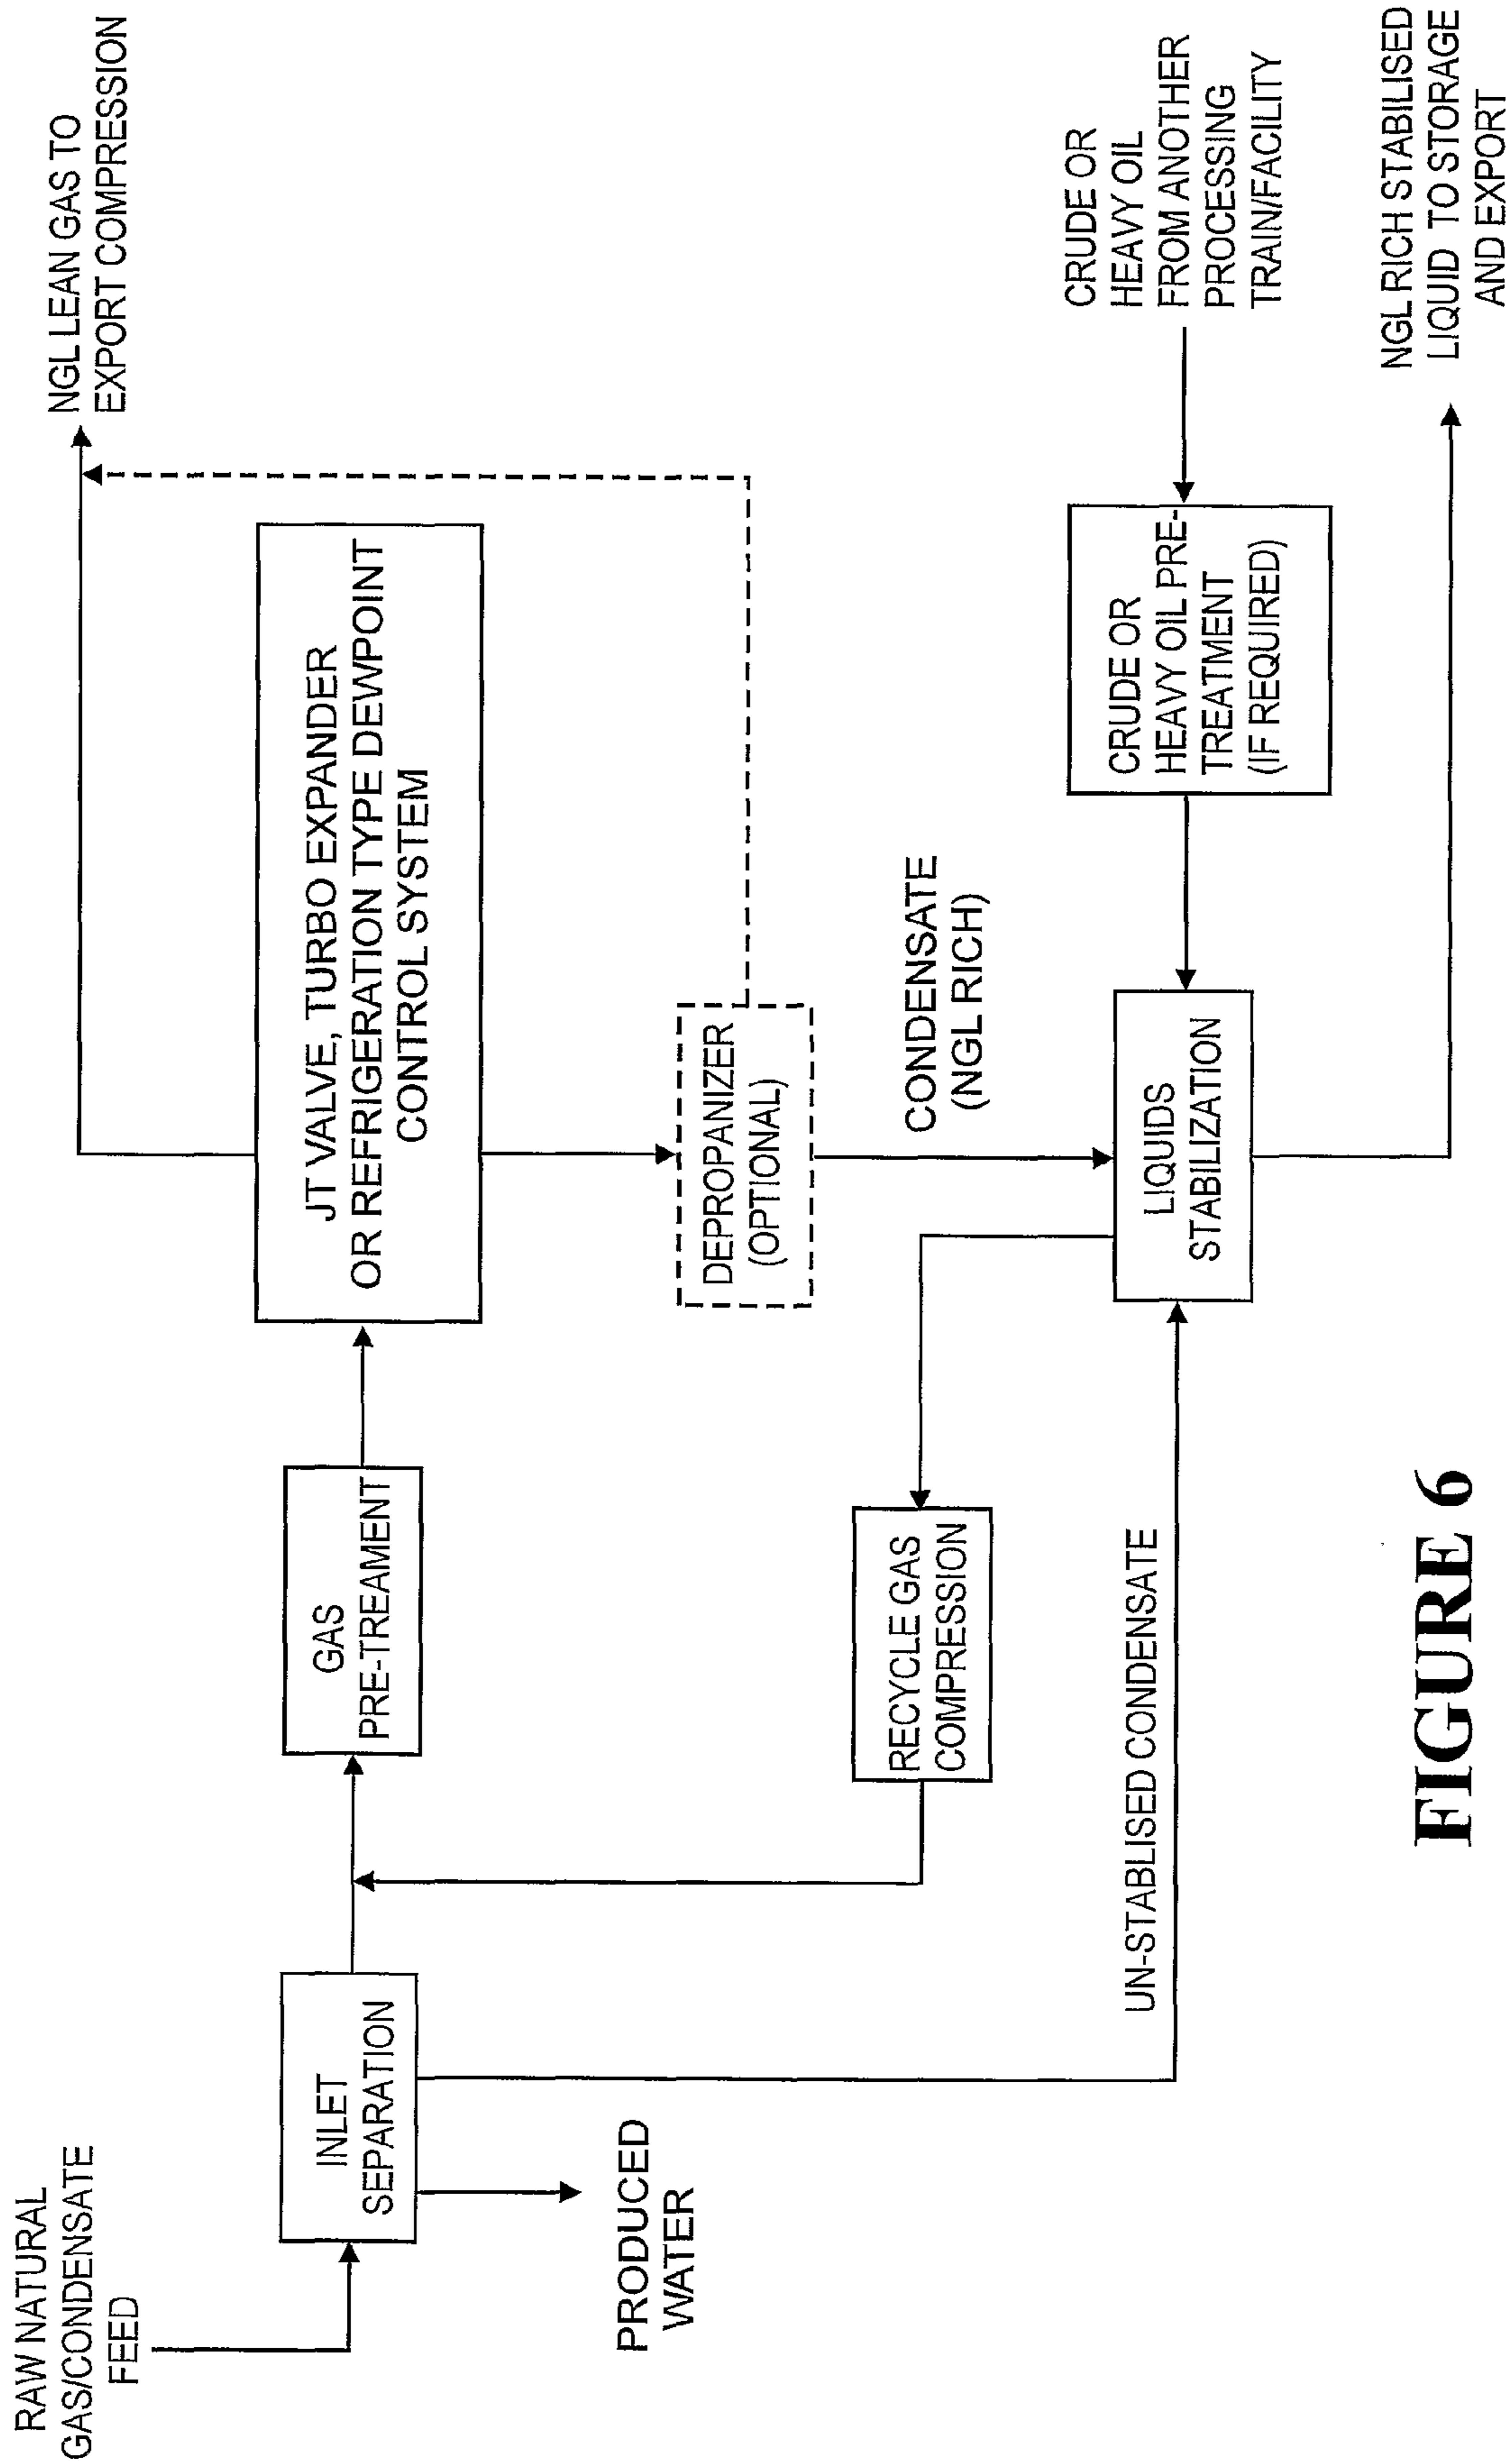 RAW NATURAL
GAS/CONDENSATE
FEED
INLET
SEPARATION
PRODUCED
WATER
GAS
PRE-TREAMENT
JT VALVE, TURBO EXPANDER
OR REFRIGERATION TYPE DEWPOINT
CONTROL SYSTEM
NGL LEAN GAS TO
EXPORT COMPRESSION
DEPROPANIZER
(OPTIONAL)
RECYCLE GAS
COMPRESSION
CONDENSATE
(NGL RICH)
UN-STABLISED CONDENSATE
LIQUIDS
STABILIZATION
CRUDE OR
HEAVY OIL PRE-
TREATMENT
(IF REQUIRED)
CRUDE OR
HEAVY OIL
FROM ANOTHER
PROCESSING
TRAIN/FACILITY
NGL RICH STABILISED
LIQUID TO STORAGE
AND EXPORT
FIGURE 6